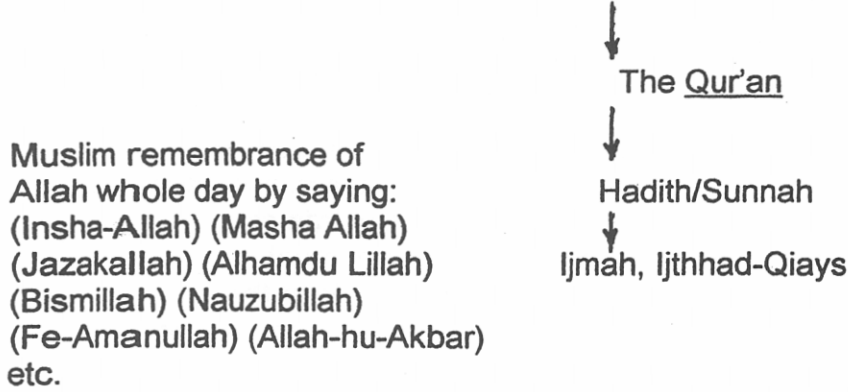 The Qur'an
Hadith/Sunnah
Ijmah, Ijthhad-Qiays
Muslim remembrance of
Allah whole day by saying:
(Insha-Allah) (Masha Allah)
(Jazakallah) (Alhamdu Lillah)
(Bismillah) (Nauzubillah)
(Fe-Amanullah) (Allah-hu-Akbar)
etc.